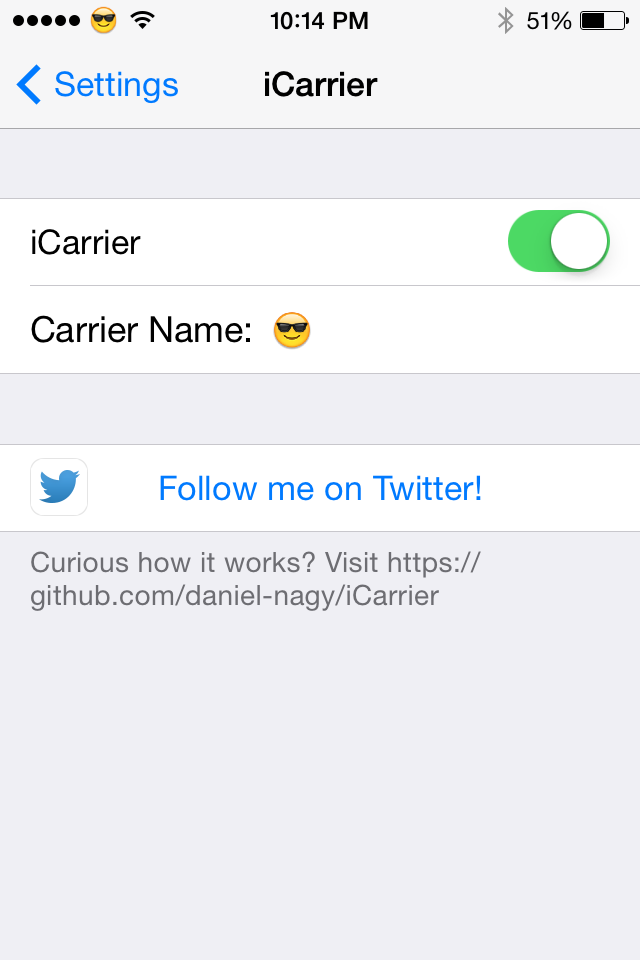 😎 10:14 PM 51%
Settings iCarrier
iCarrier
Carrier Name: 😎
Follow me on Twitter!
Curious how it works? Visit https://
github.com/daniel-nagy/iCarrier